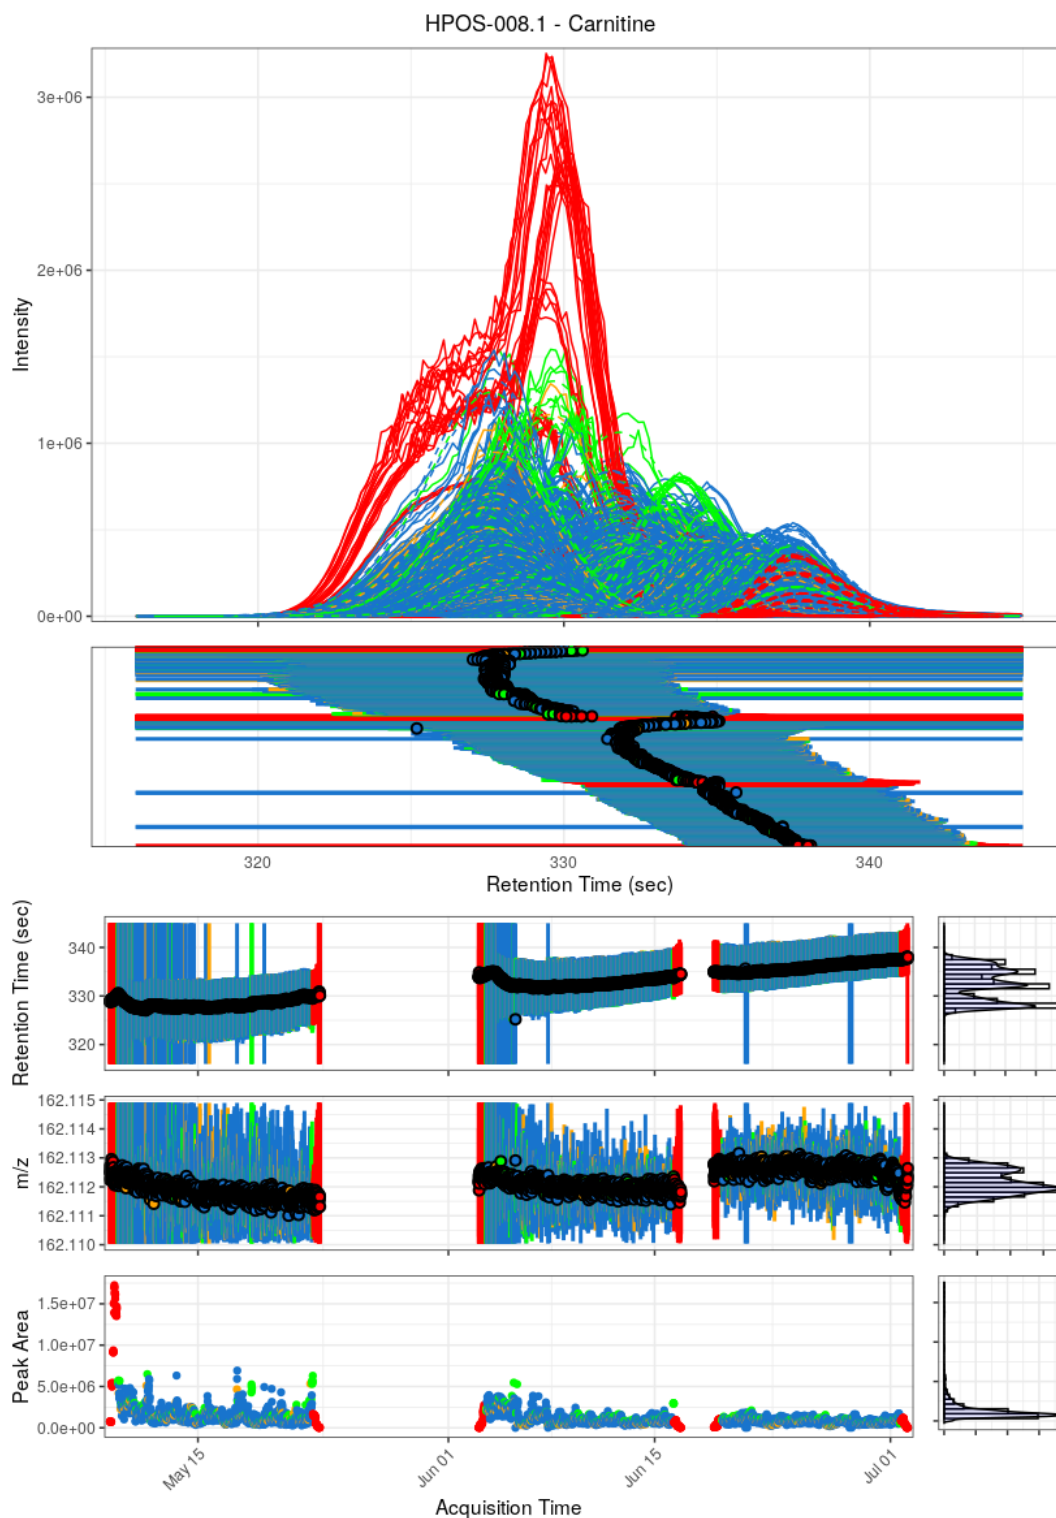 HPOS-008.1 - Carnitine
3e+06
2e+06
1e+06
0e+00
Intensity
320
330
340
Retention Time (sec)
Retention Time (sec)
340
330
320
m/z
162.115
162.114
162.113
162.112
162.111
162.110
Peak Area
1.5e+07
1.0e+07
5.0e+06
0.0e+00
May 15
Jun 01
Jun 15
Jul 01
Acquisition Time